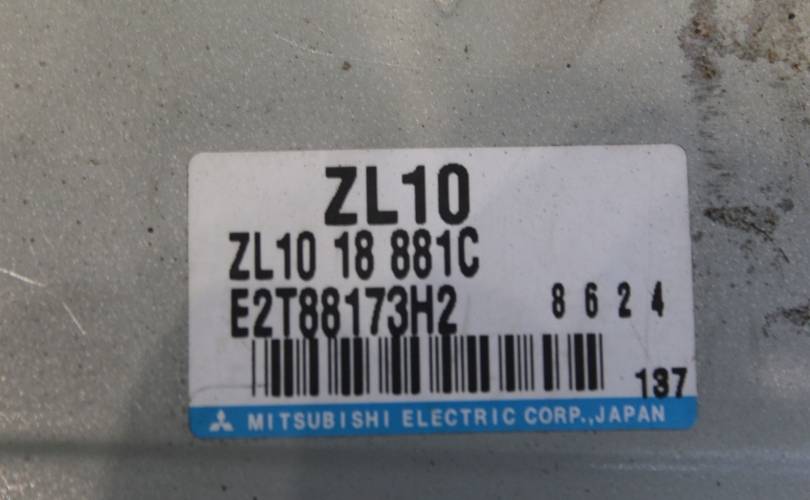 ZL10
ZL10 18 881C
E2T88173H2 8624
137
MITSUBISHI ELECTRIC CORP.,JAPAN